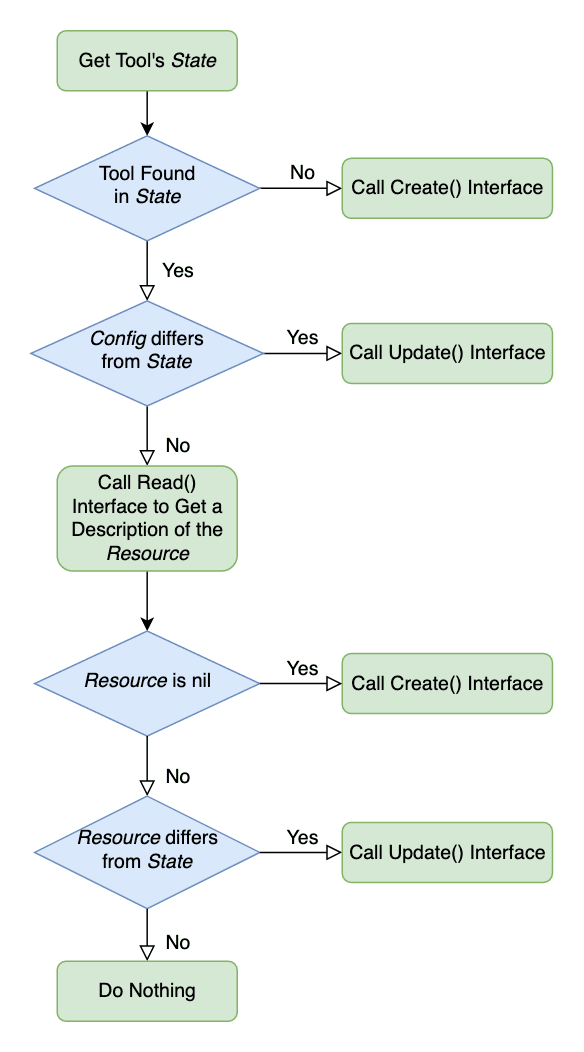 Get Tool's State
Tool Found
in State
No
Call Create() Interface
Yes
Config differs
from State
Yes
Call Update() Interface
No
Call Read()
Interface to Get a
Description of the
Resource
Resource is nil
Yes
Call Create() Interface
No
Resource differs
from State
Yes
Call Update() Interface
No
Do Nothing